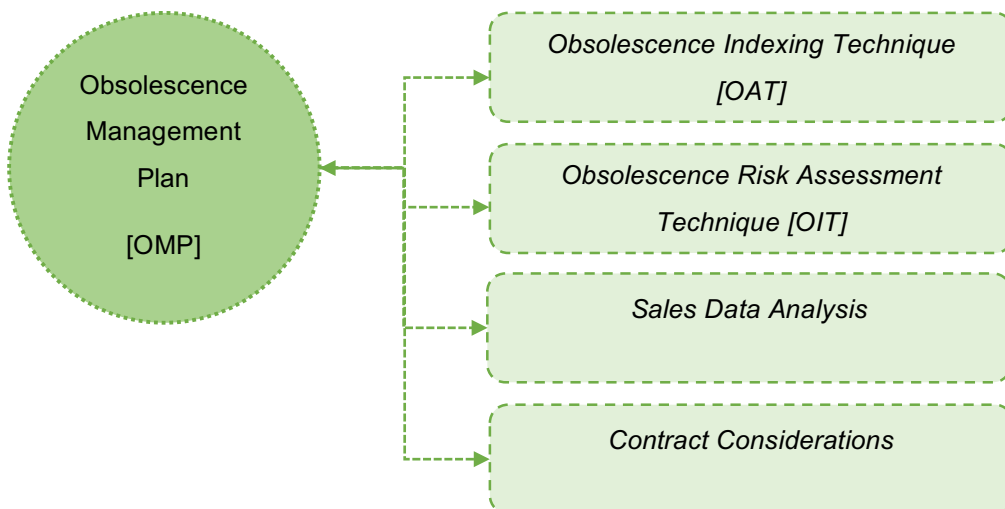 Obsolescence
Management
Plan
[OMP]
Obsolescence Indexing Technique
[OAT]
Obsolescence Risk Assessment
Technique [OIT]
Sales Data Analysis
Contract Considerations